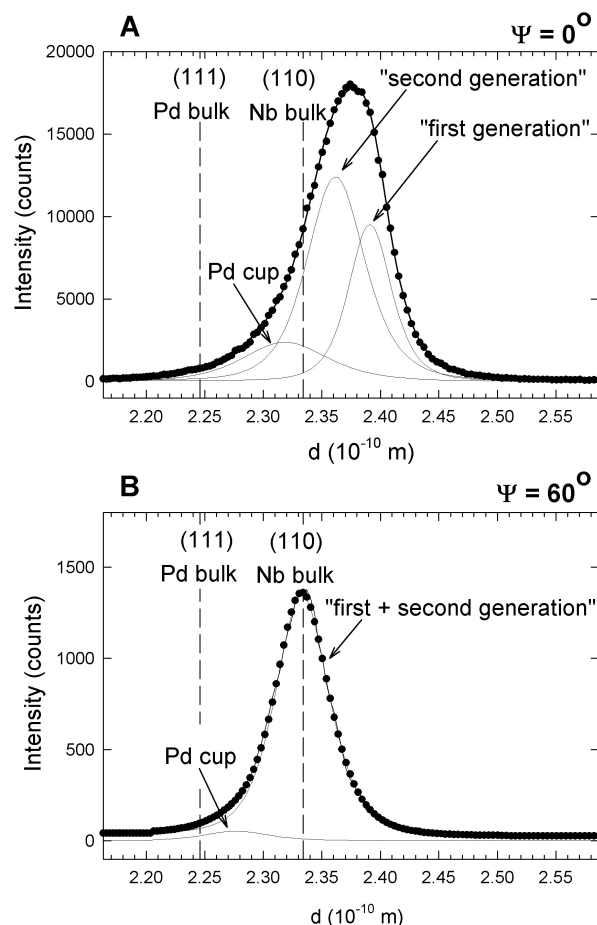 A
Ψ = 0°
20000
15000
10000
5000
0
Intensity (counts)
(111)
Pd bulk
(110)
Nb bulk
"second generation"
"first generation"
Pd cup
2.20 2.25 2.30 2.35 2.40 2.45 2.50 2.55
d (10⁻¹⁰ m)
B
Ψ = 60°
1500
1000
500
0
Intensity (counts)
(111)
Pd bulk
(110)
Nb bulk
"first + second generation"
Pd cup
2.20 2.25 2.30 2.35 2.40 2.45 2.50 2.55
d (10⁻¹⁰ m)